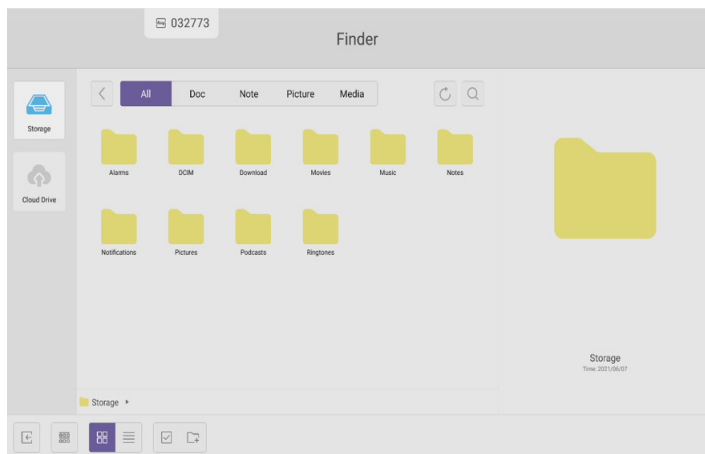 032773
Finder
All Doc Note Picture Media
Storage
Cloud Drive
Alarms DCIM Download Movies Music Notes
Notifications Pictures Podcasts Ringtones
Storage
Time: 2021/06/07
Storage